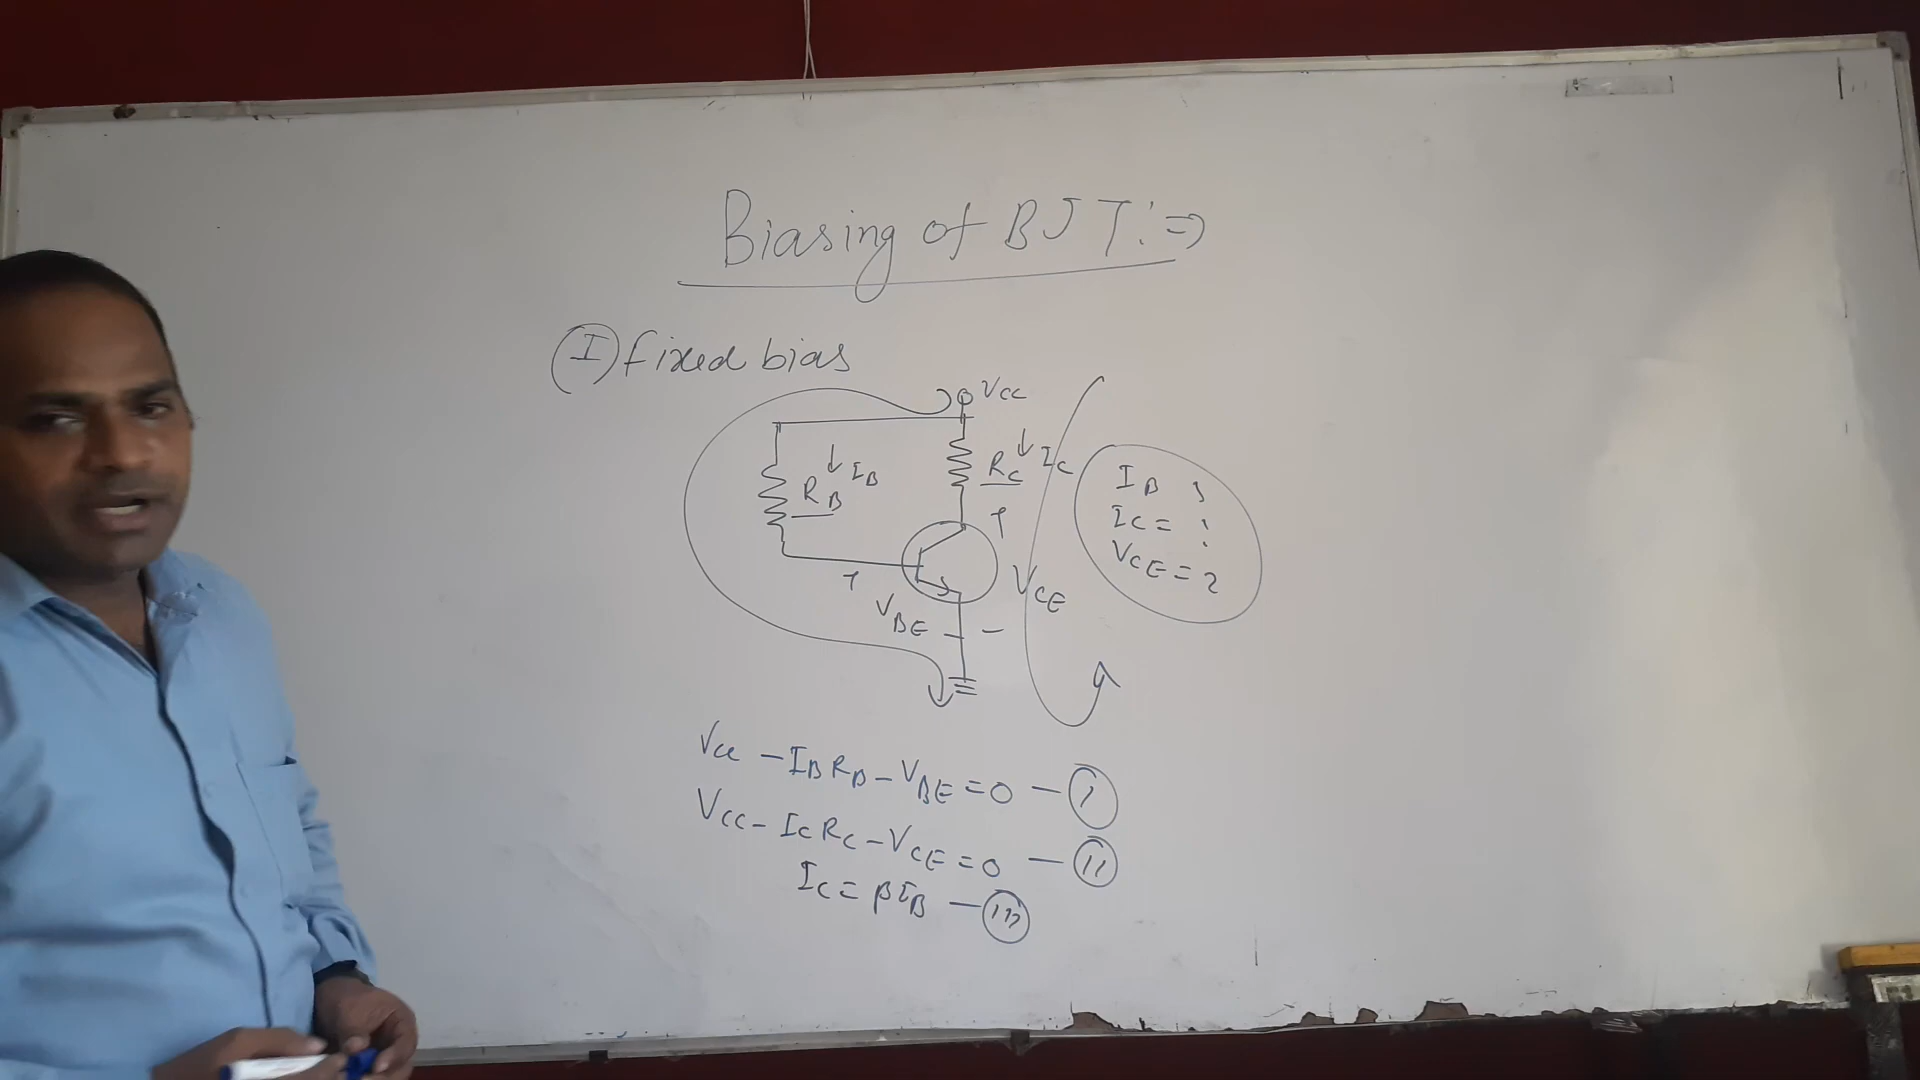 Biasing of BJT :⇒
(I) fixed bias
VCC
RB ↓ IB
RC ↓ IC
+
+
VCE
VBE - -
IB ?
IC = ?
VCE = ?
VCC - IBRB - VBE = 0 - (I)
VCC - ICRC - VCE = 0 - (II)
IC = βIB - (III)